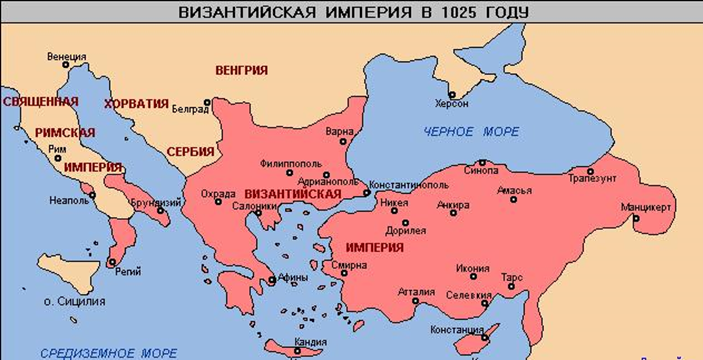 ВИЗАНТИЙСКАЯ ИМПЕРИЯ В 1025 ГОДУ
Венеция
ВЕНГРИЯ
СВЯЩЕННАЯ
РИМСКАЯ
ИМПЕРИЯ
ХОРВАТИЯ
Белград
Херсон
ЧЕРНОЕ МОРЕ
Рим
СЕРБИЯ
Варна
Филиппополь
Адрианополь
Константинополь
Синопа
Трапезунт
Неаполь
Брундизий
Охрада
ВИЗАНТИЙСКАЯ
ИМПЕРИЯ
Салоники
Никея
Анкира
Амасья
Манцикерт
Дорилея
Регий
Афины
Смирна
Икония
Тарс
Атталия
Селевкия
о. Сицилия
Констанция
Кандия
СРЕДИЗЕМНОЕ МОРЕ